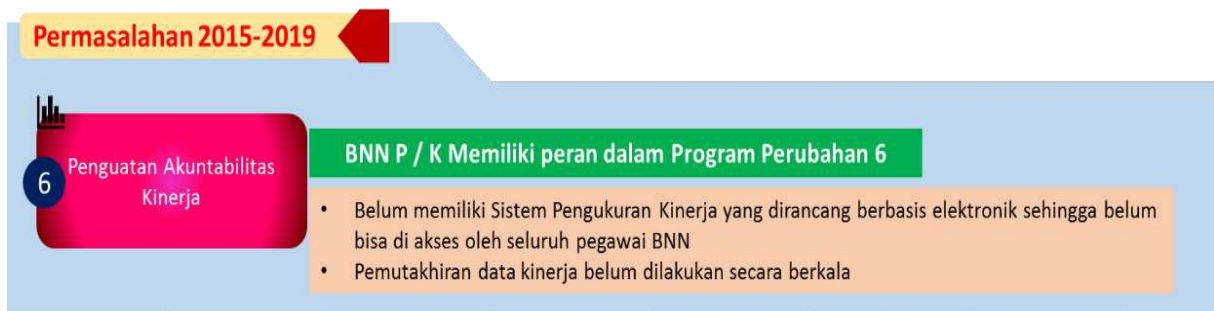 Permasalahan 2015-2019
6
Penguatan Akuntabilitas
Kinerja
BNN P / K Memiliki peran dalam Program Perubahan 6
• Belum memiliki Sistem Pengukuran Kinerja yang dirancang berbasis elektronik sehingga belum
bisa di akses oleh seluruh pegawai BNN
• Pemutakhiran data kinerja belum dilakukan secara berkala